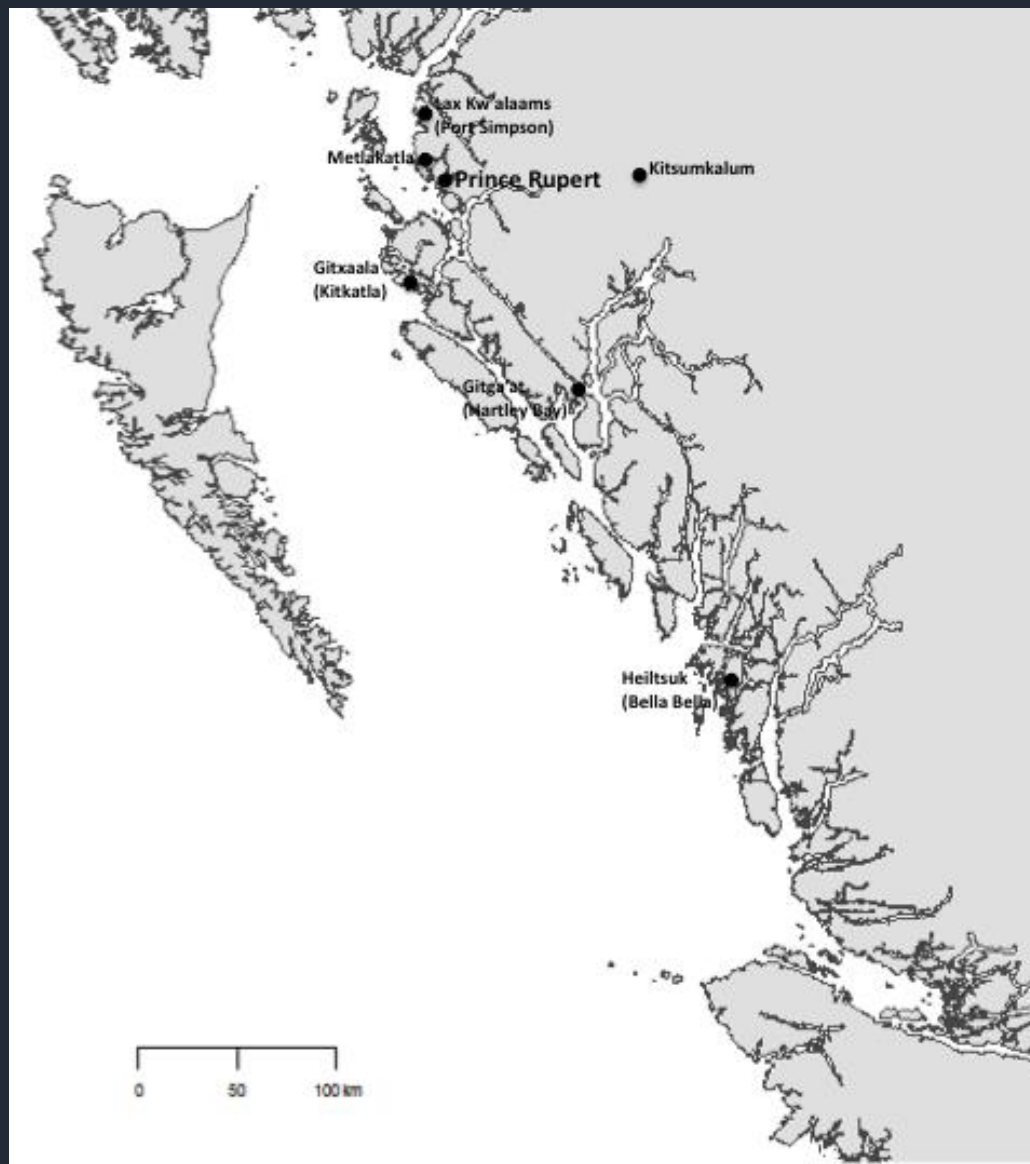 Lax Kw'alaams
(Port Simpson)
Metlakatla
Prince Rupert
Kitsumkalum
Gitxaala
(Kitkatla)
Gitga'at
(Hartley Bay)
Heiltsuk
(Bella Bella)
0 50 100 km